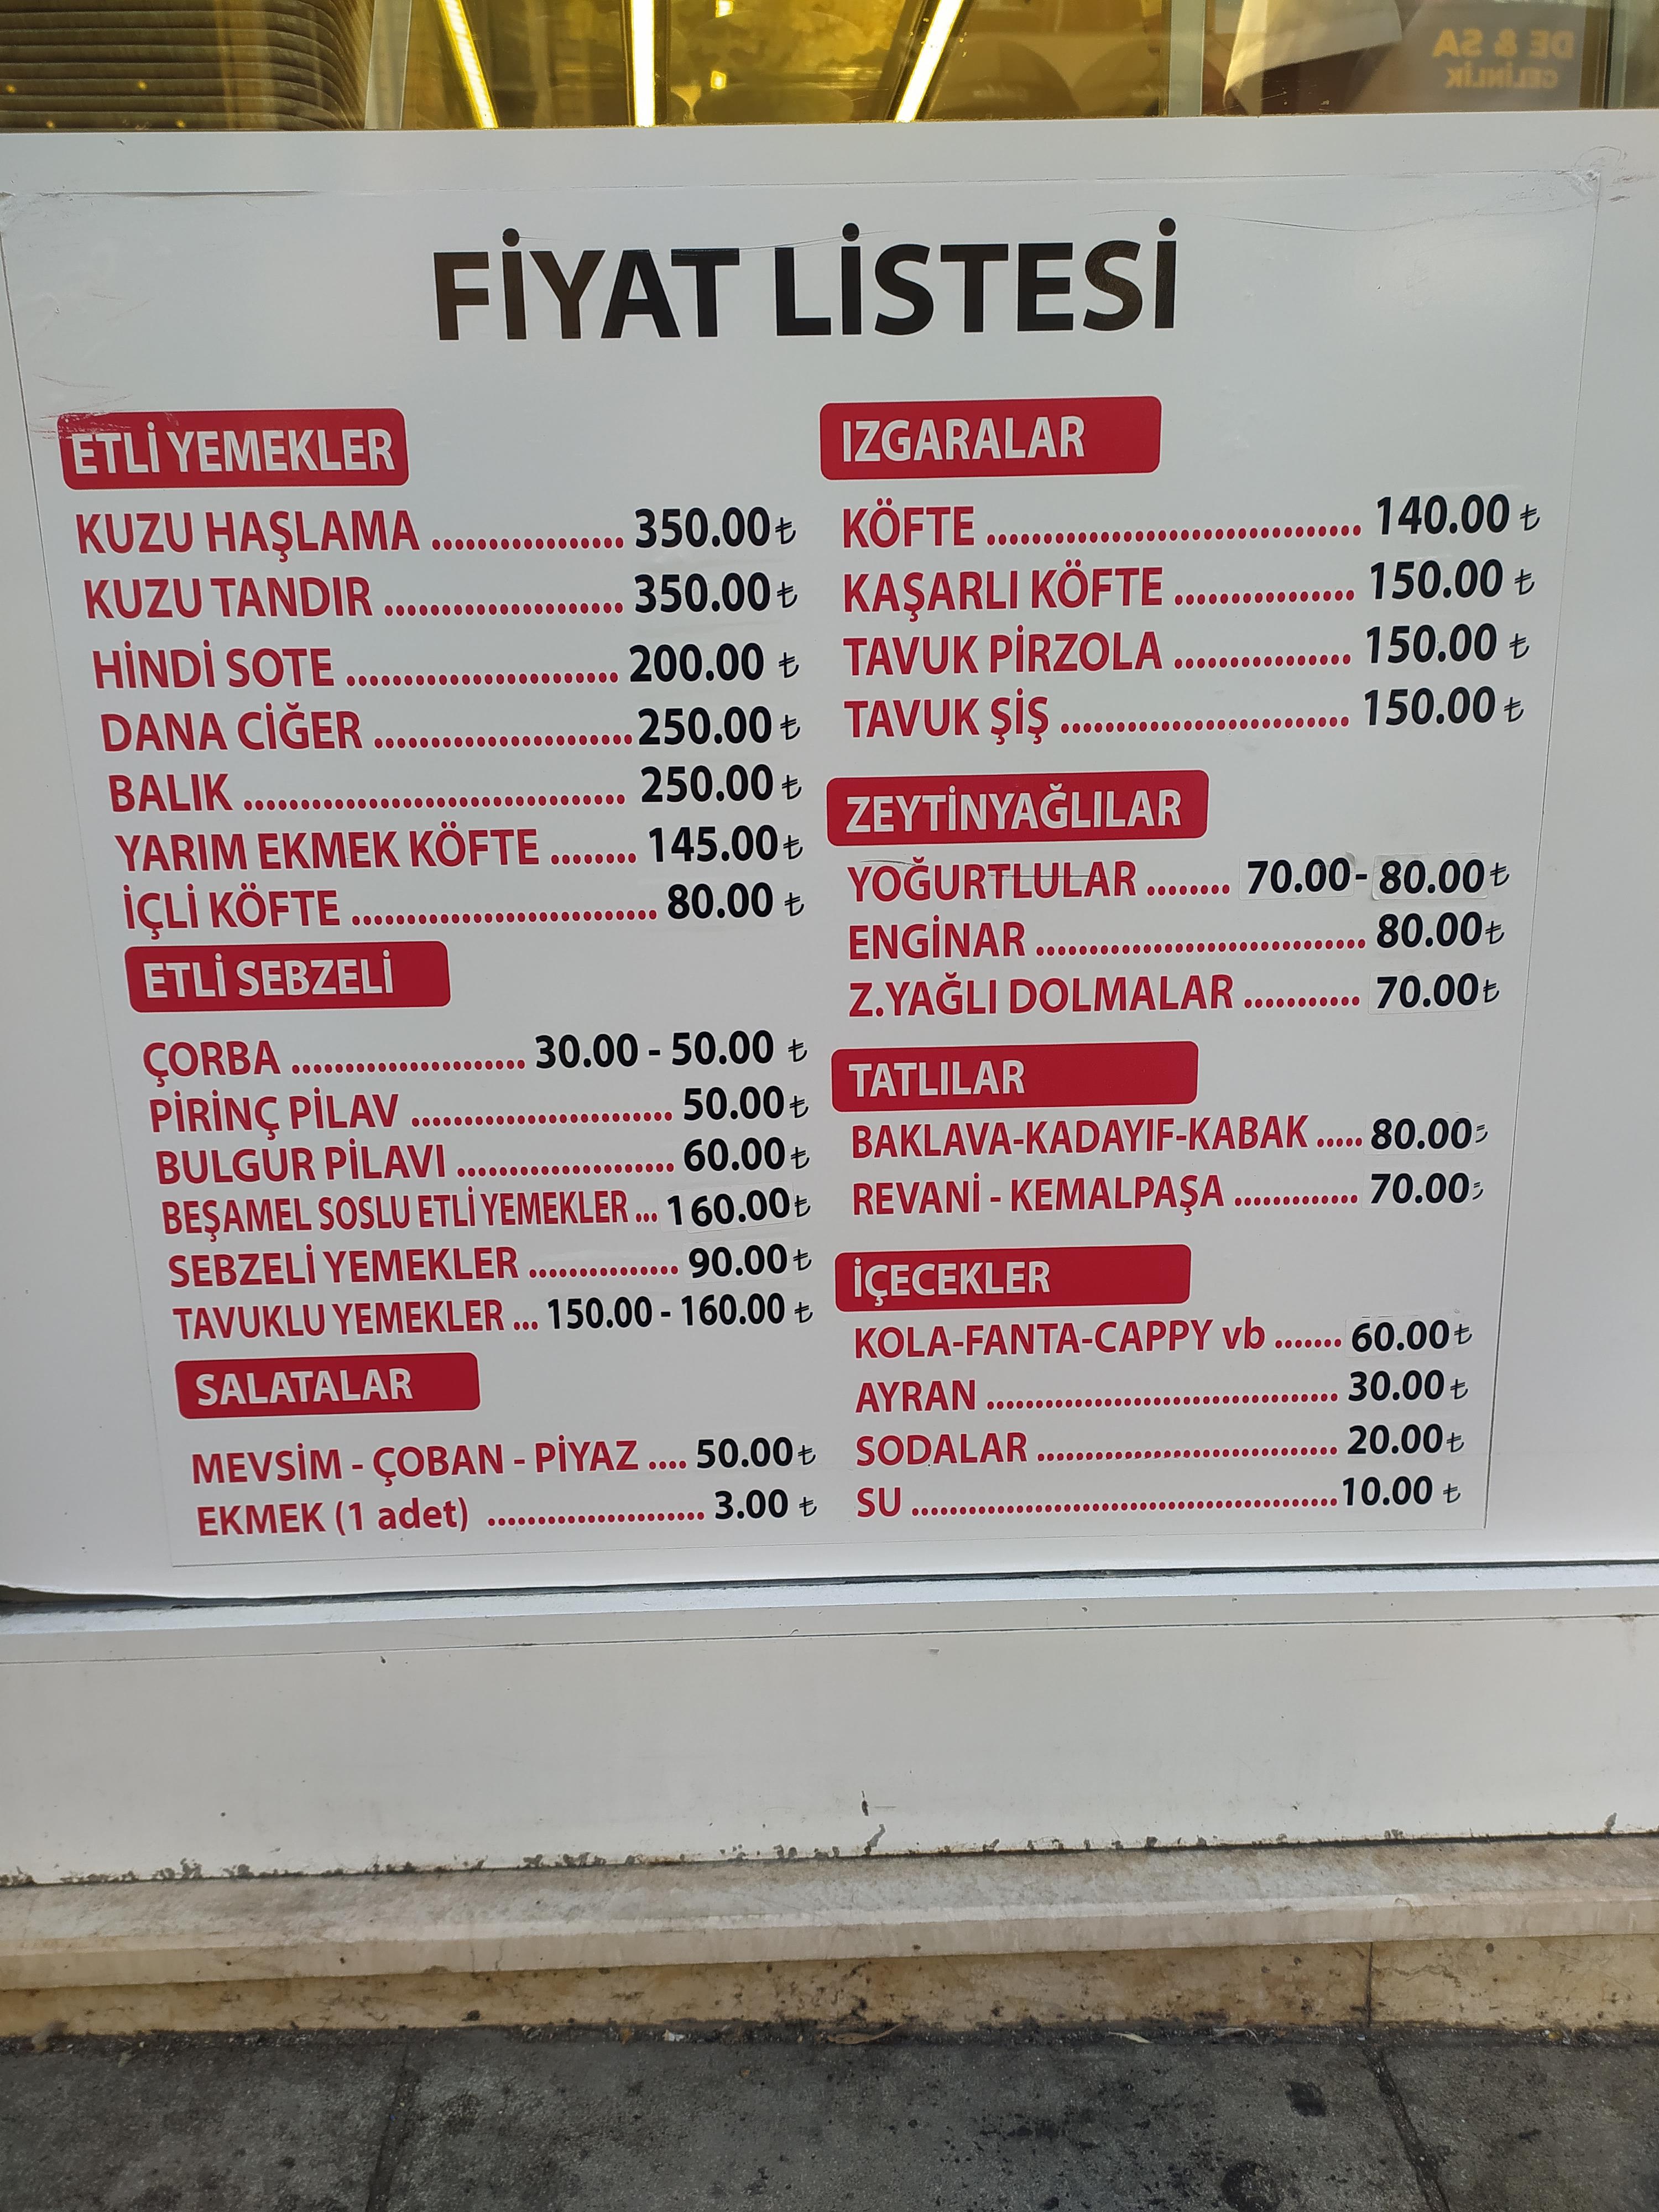 DE & SA
GELİNLİK
FİYAT LİSTESİ
ETLİ YEMEKLER
KUZU HAŞLAMA ................. 350.00 ₺
KUZU TANDIR ..................... 350.00 ₺
HİNDİ SOTE ........................ 200.00 ₺
DANA CİĞER ....................... 250.00 ₺
BALIK .................................. 250.00 ₺
YARIM EKMEK KÖFTE ........ 145.00 ₺
İÇLİ KÖFTE ........................... 80.00 ₺
ETLİ SEBZELİ
ÇORBA ..................... 30.00 - 50.00 ₺
PİRİNÇ PİLAV ........................ 50.00 ₺
BULGUR PİLAVI .................... 60.00 ₺
BEŞAMEL SOSLU ETLİ YEMEKLER ... 160.00 ₺
SEBZELİ YEMEKLER ............... 90.00 ₺
TAVUKLU YEMEKLER ... 150.00 - 160.00 ₺
SALATALAR
MEVSİM - ÇOBAN - PİYAZ .... 50.00 ₺
EKMEK (1 adet) ...................... 3.00 ₺
IZGARALAR
KÖFTE ................................. 140.00 ₺
KAŞARLI KÖFTE ................ 150.00 ₺
TAVUK PİRZOLA ................ 150.00 ₺
TAVUK ŞİŞ .......................... 150.00 ₺
ZEYTİNYAĞLILAR
YOĞURTLULAR ........ 70.00- 80.00 ₺
ENGİNAR .............................. 80.00 ₺
Z.YAĞLI DOLMALAR ........... 70.00 ₺
TATLILAR
BAKLAVA-KADAYIF-KABAK ..... 80.00
REVANİ - KEMALPAŞA ............. 70.00
İÇECEKLER
KOLA-FANTA-CAPPY vb ....... 60.00 ₺
AYRAN .................................... 30.00 ₺
SODALAR ............................... 20.00 ₺
SU .......................................... 10.00 ₺